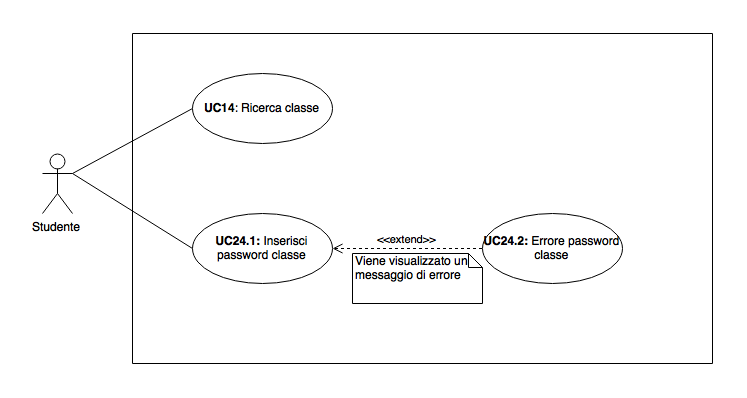 UC14: Ricerca classe
Studente
UC24.1: Inserisci
password classe
<<extend>>
UC24.2: Errore password
classe
Viene visualizzato un
messaggio di errore